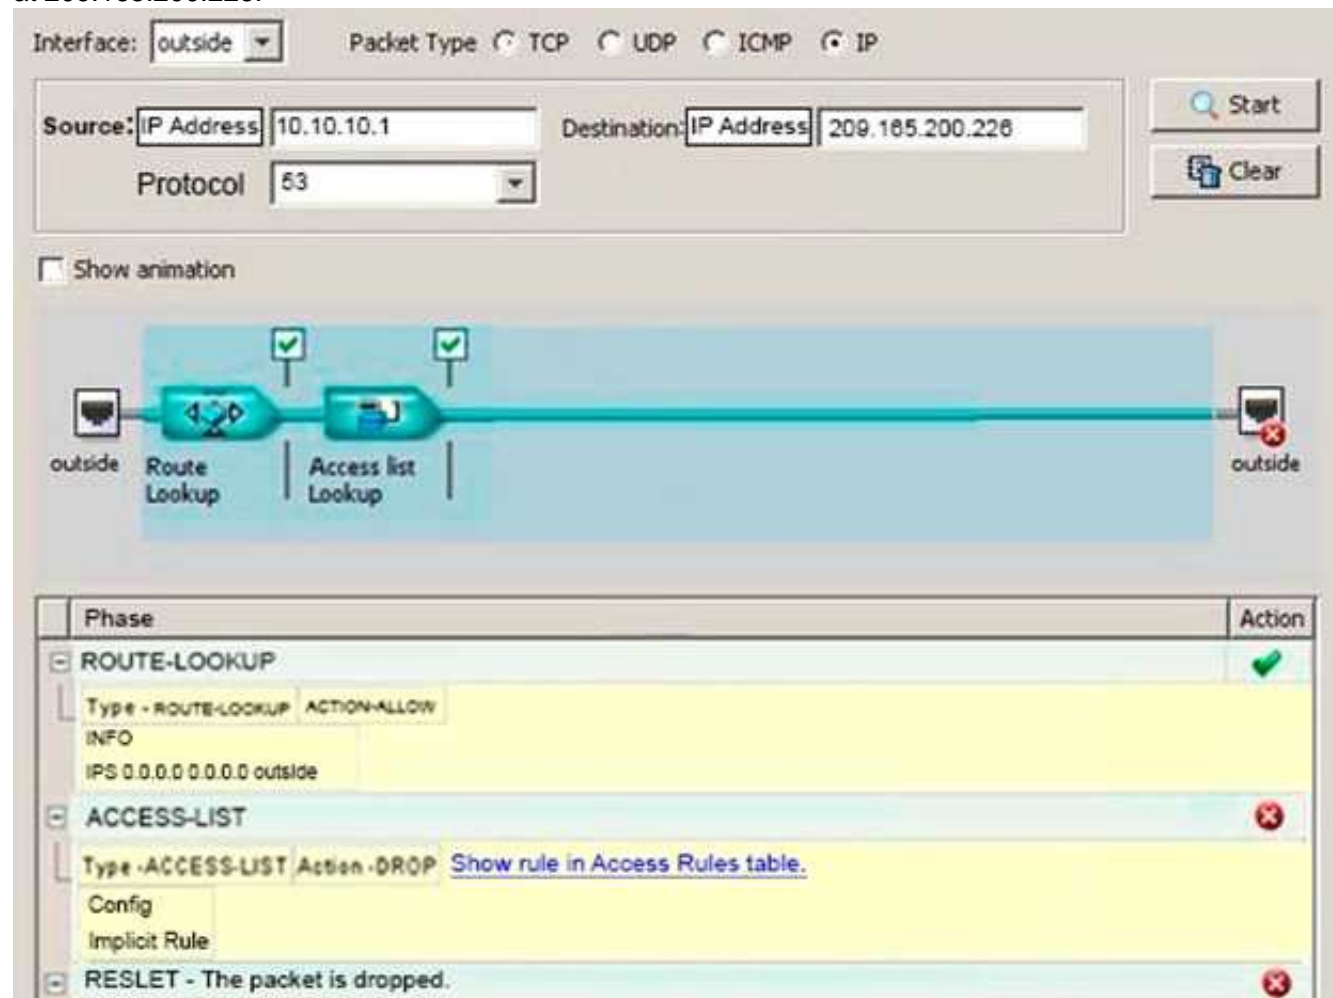 Interface: outside Packet Type TCP UDP ICMP IP
Source: IP Address 10.10.10.1 Destination: IP Address 209.165.200.226
Start
Protocol 53
Clear
Show animation
outside
Route Lookup
Access list Lookup
outside
Phase Action
ROUTE-LOOKUP
Type - ROUTE-LOOKUP ACTION-ALLOW
INFO
IPS 0.0.0.0 0.0.0.0 outside
ACCESS-LIST
Type -ACCESS-LIST Action -DROP Show rule in Access Rules table.
Config
Implicit Rule
RESLET - The packet is dropped.